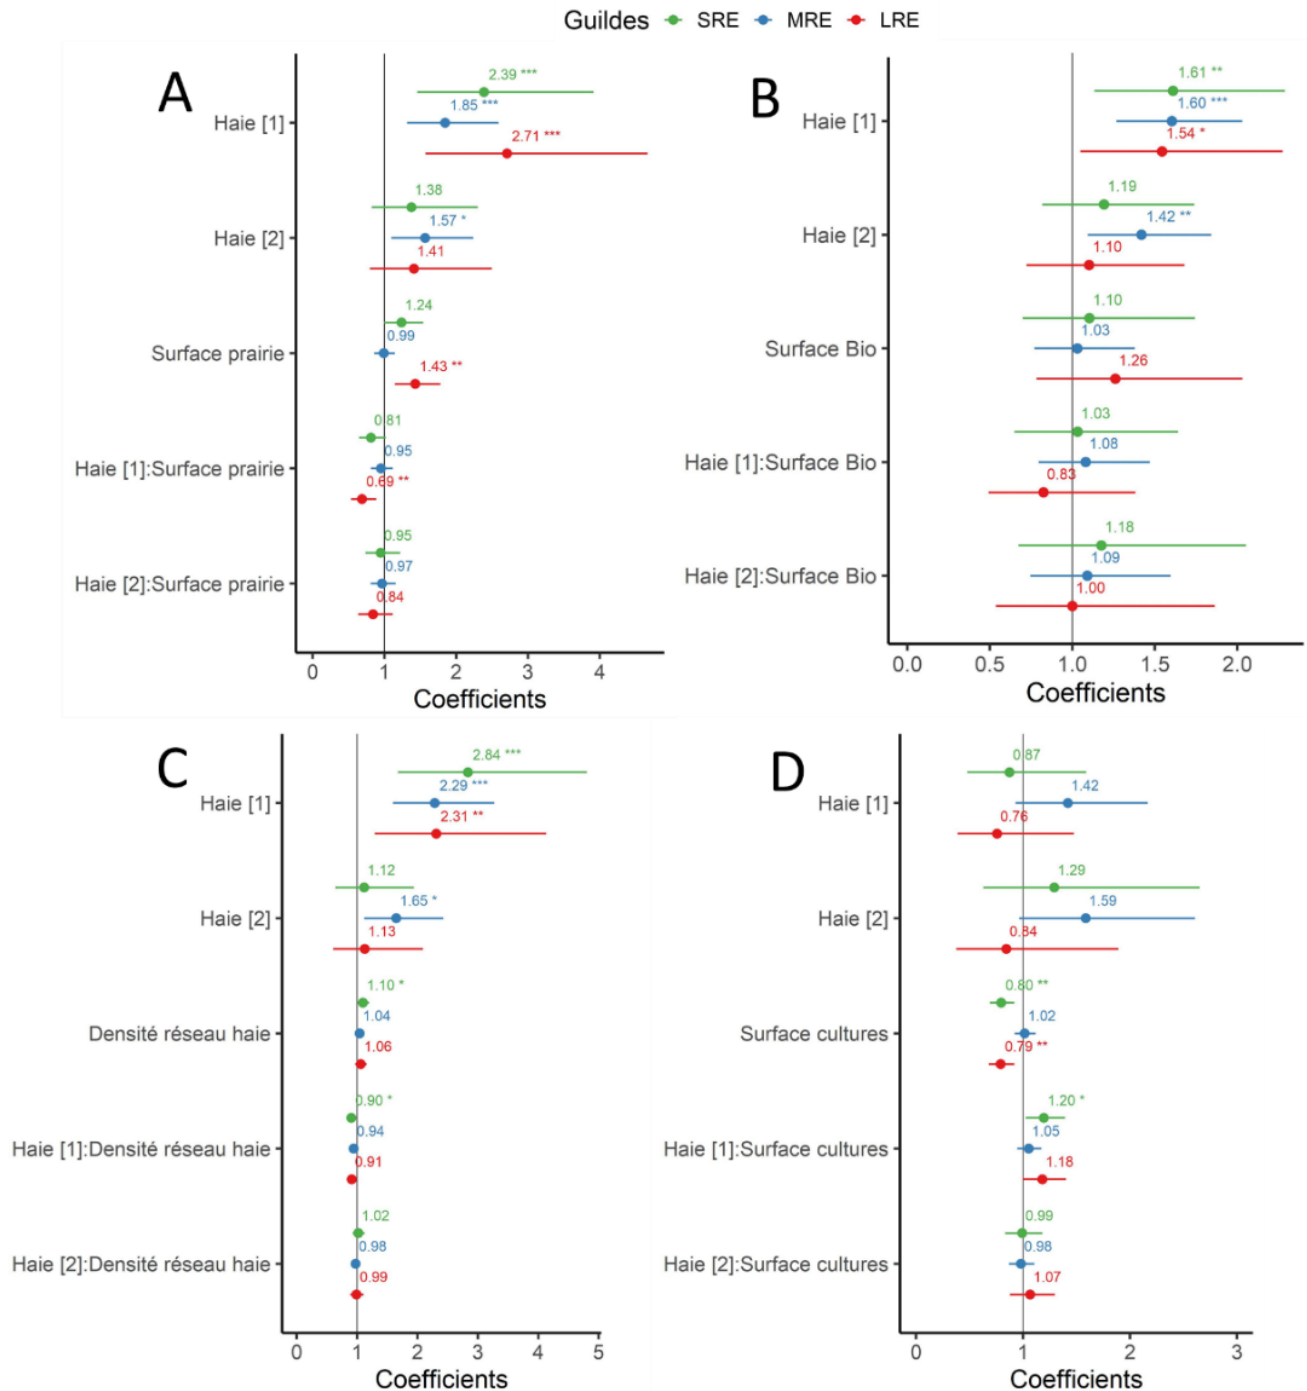 Guildes SRE MRE LRE
A
Haie [1]
2.39 ***
1.85 ***
2.71 ***
Haie [2]
1.38
1.57 *
1.41
Surface prairie
1.24
0.99
1.43 **
Haie [1]:Surface prairie
0.81
0.95
0.69 **
Haie [2]:Surface prairie
0.95
0.97
0.84
0 1 2 3 4
Coefficients
B
Haie [1]
1.61 **
1.60 ***
1.54 *
Haie [2]
1.19
1.42 **
1.10
Surface Bio
1.10
1.03
1.26
Haie [1]:Surface Bio
1.03
1.08
0.83
Haie [2]:Surface Bio
1.18
1.09
1.00
0.0 0.5 1.0 1.5 2.0
Coefficients
C
Haie [1]
2.84 ***
2.29 ***
2.31 **
Haie [2]
1.12
1.65 *
1.13
Densité réseau haie
1.10 *
1.04
1.06
Haie [1]:Densité réseau haie
0.90 *
0.94
0.91
Haie [2]:Densité réseau haie
1.02
0.98
0.99
0 1 2 3 4 5
Coefficients
D
Haie [1]
0.87
1.42
0.76
Haie [2]
1.29
1.59
0.84
Surface cultures
0.80 **
1.02
0.79 **
Haie [1]:Surface cultures
1.20 *
1.05
1.18
Haie [2]:Surface cultures
0.99
0.98
1.07
0 1 2 3
Coefficients